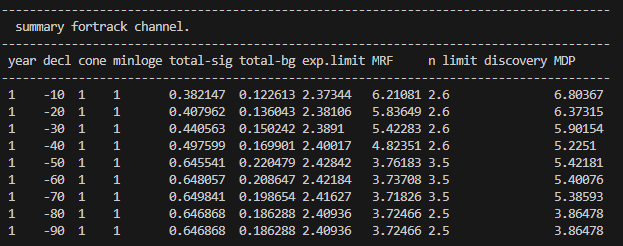 --------------------------------------------------------------------------------
summary fortrack channel.
--------------------------------------------------------------------------------
year decl cone minloge total-sig total-bg exp.limit MRF n limit discovery MDP
--------------------------------------------------------------------------------
1 -10 1 1 0.382147 0.122613 2.37344 6.21081 2.6 6.80367
1 -20 1 1 0.407962 0.136043 2.38106 5.83649 2.6 6.37315
1 -30 1 1 0.440563 0.150242 2.3891 5.42283 2.6 5.90154
1 -40 1 1 0.497599 0.169901 2.40017 4.82351 2.6 5.2251
1 -50 1 1 0.645541 0.220479 2.42842 3.76183 3.5 5.42181
1 -60 1 1 0.648057 0.208647 2.42184 3.73708 3.5 5.40076
1 -70 1 1 0.649841 0.198654 2.41627 3.71826 3.5 5.38593
1 -80 1 1 0.646868 0.186288 2.40936 3.72466 2.5 3.86478
1 -90 1 1 0.646868 0.186288 2.40936 3.72466 2.5 3.86478